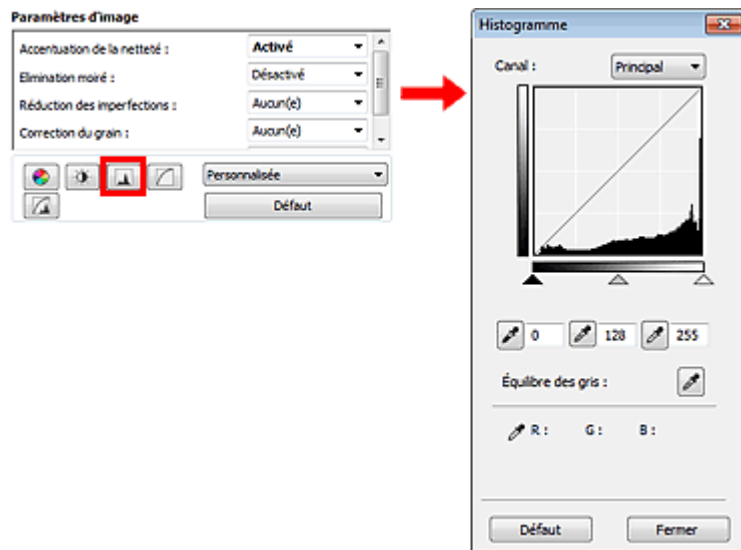 Paramètres d'image
Accentuation de la netteté : Activé
Elimination moiré : Désactivé
Réduction des imperfections : Aucun(e)
Correction du grain : Aucun(e)
Personnalisée
Défaut
Histogramme
Canal : Principal
0 128 255
Équilibre des gris :
R : G : B :
Défaut Fermer